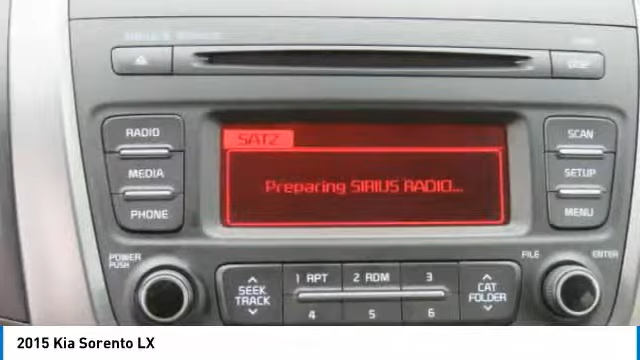 RADIO
SAT2
SCAN
Preparing SIRIUS RADIO...
MEDIA
SETUP
PHONE
MENU
POWER
PUSH
FILE
ENTER
SEEK
TRACK
1 RPT
2 RDM
3
4
5
6
CAT
FOLDER
2015 Kia Sorento LX